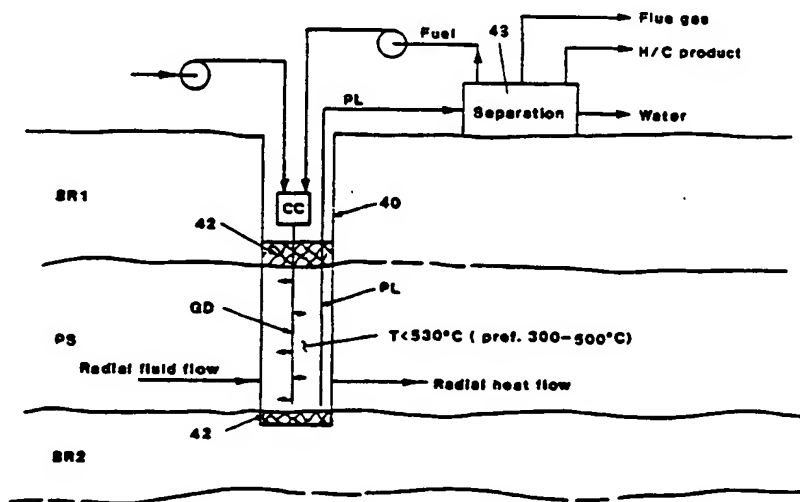 Flue gas
43
Fuel
H/C product
PL
Separation
Water
SR1
CC
40
42
PL
GD
T<530°C ( pref. 300-500°C)
PS
Radial fluid flow
Radial heat flow
42
SR2